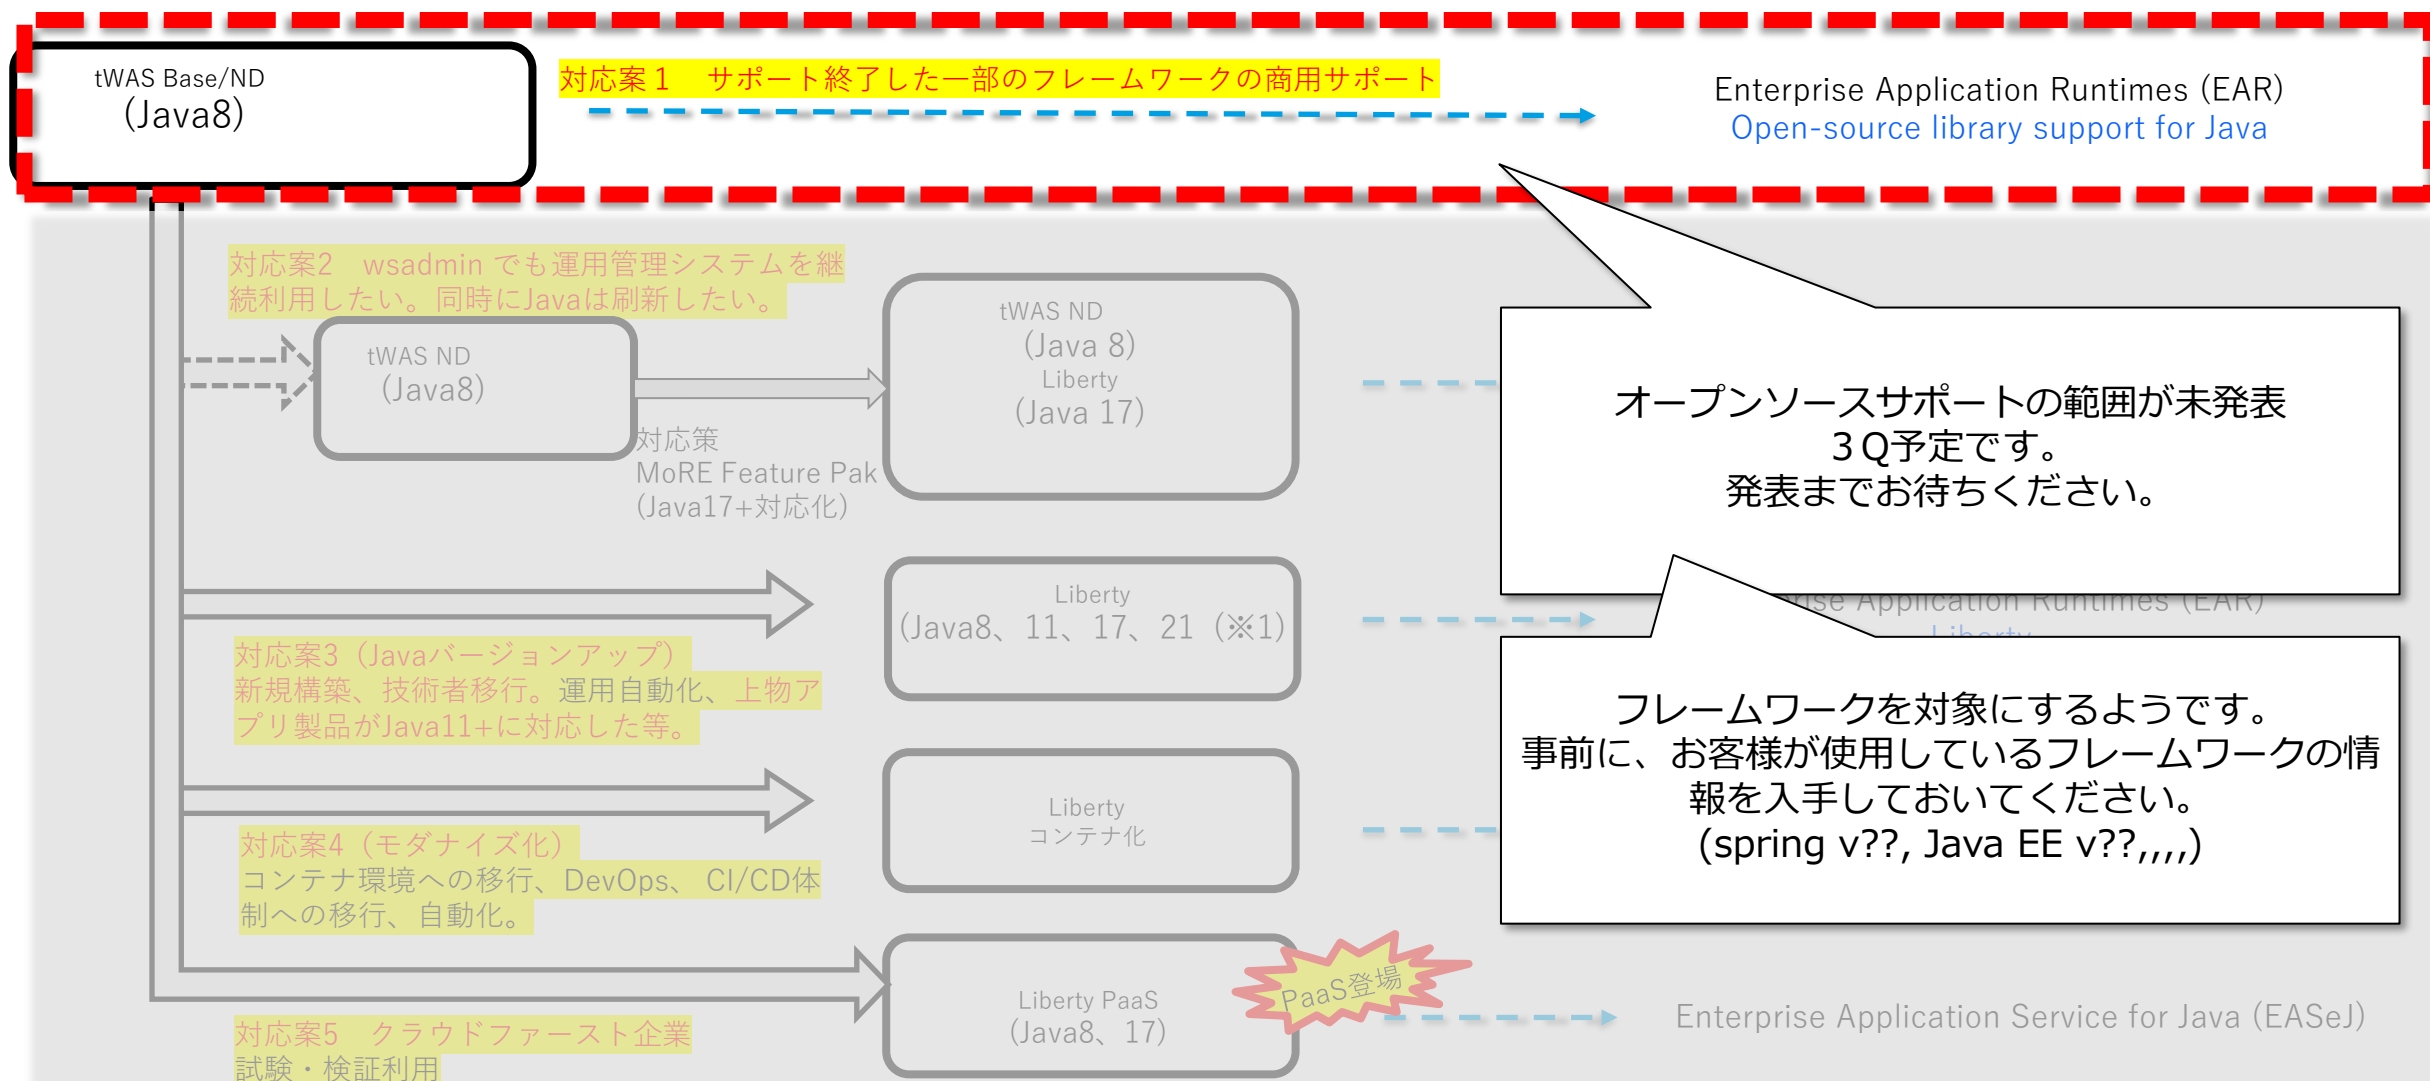 tWAS Base/ND
(Java8)
対応案１　サポート終了した一部のフレームワークの商用サポート
Enterprise Application Runtimes (EAR)
Open-source library support for Java
対応案2　wsadmin でも運用管理システムを継
続利用したい。同時にJavaは刷新したい。
tWAS ND
(Java8)
対応策
MoRE Feature Pak
(Java17+対応化)
tWAS ND
(Java 8)
Liberty
(Java 17)
オープンソースサポートの範囲が未発表
３Q予定です。
発表までお待ちください。
対応案3（Javaバージョンアップ）
新規構築、技術者移行。運用自動化、上物ア
プリ製品がJava11+に対応した等。
Liberty
(Java8、11、17、21（※1)
Application Runtimes (EAR)
Liberty
フレームワークを対象にするようです。
事前に、お客様が使用しているフレームワークの情
報を入手しておいてください。
(spring v??, Java EE v??,,,,)
対応案4（モダナイズ化）
コンテナ環境への移行、DevOps、 CI/CD体
制への移行、自動化。
Liberty
コンテナ化
対応案5　クラウドファースト企業
試験・検証利用
Liberty PaaS
(Java8、17)
PaaS登場
Enterprise Application Service for Java (EASeJ)